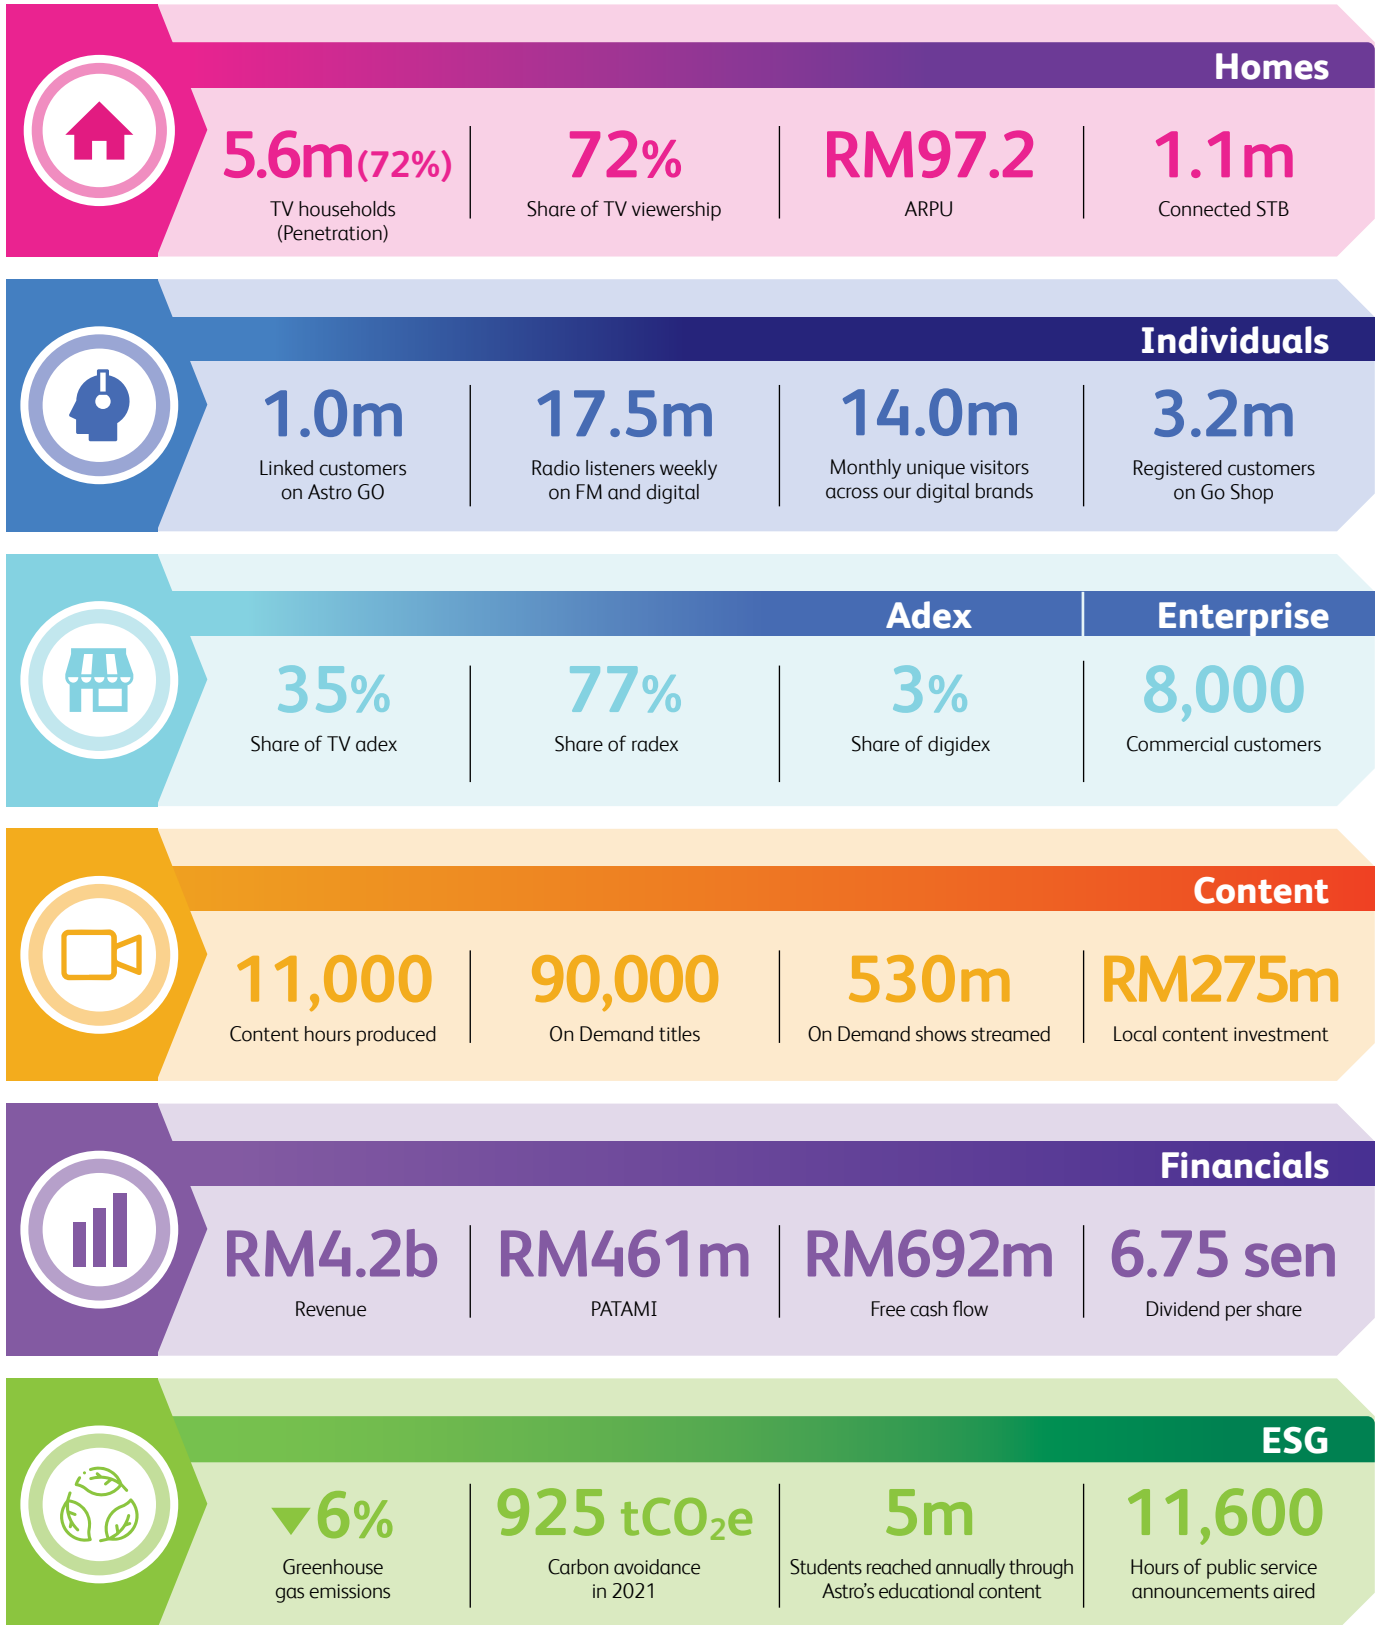 Homes
5.6m (72%)
TV households
(Penetration)
72%
Share of TV viewership
RM97.2
ARPU
1.1m
Connected STB
Individuals
1.0m
Linked customers
on Astro GO
17.5m
Radio listeners weekly
on FM and digital
14.0m
Monthly unique visitors
across our digital brands
3.2m
Registered customers
on Go Shop
Adex
Enterprise
35%
Share of TV adex
77%
Share of radex
3%
Share of digidex
8,000
Commercial customers
Content
11,000
Content hours produced
90,000
On Demand titles
530m
On Demand shows streamed
RM275m
Local content investment
Financials
RM4.2b
Revenue
RM461m
PATAMI
RM692m
Free cash flow
6.75 sen
Dividend per share
ESG
▼6%
Greenhouse
gas emissions
925 tCO₂e
Carbon avoidance
in 2021
5m
Students reached annually through
Astro's educational content
11,600
Hours of public service
announcements aired